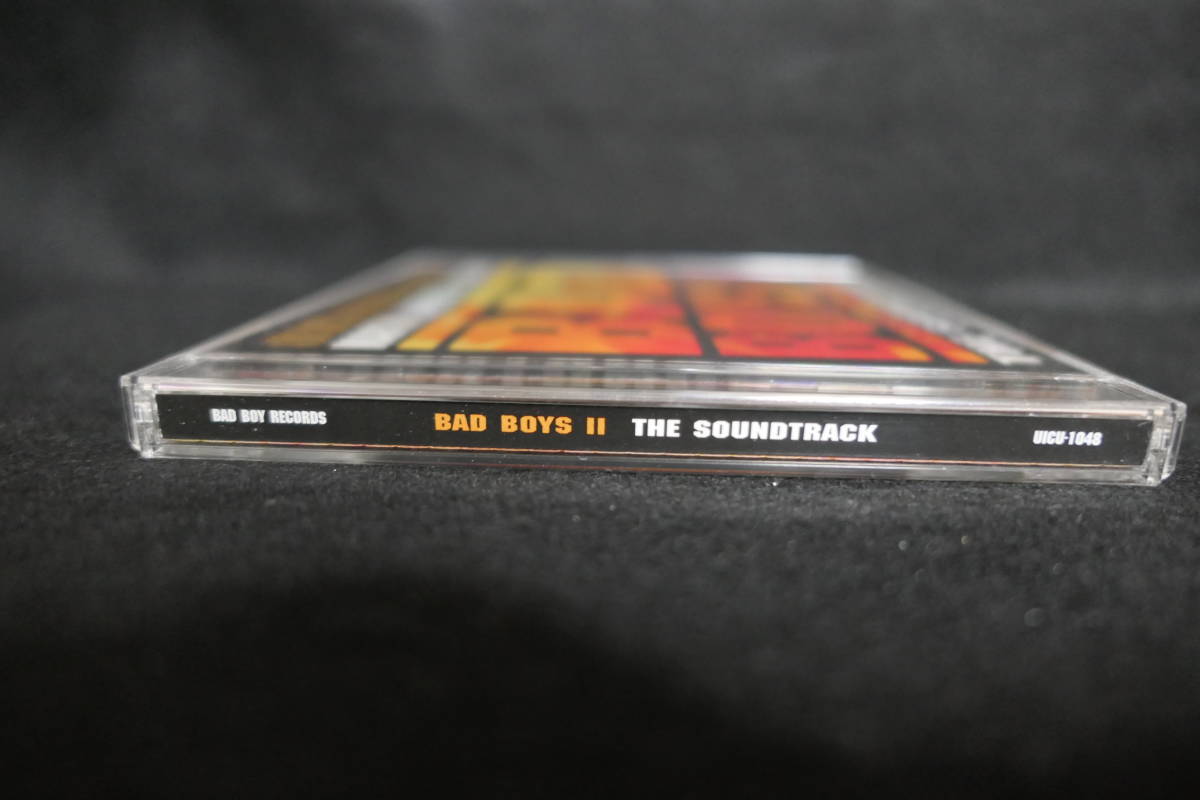 BAD BOY RECORDS BAD BOYS II THE SOUNDTRACK UICU-1048